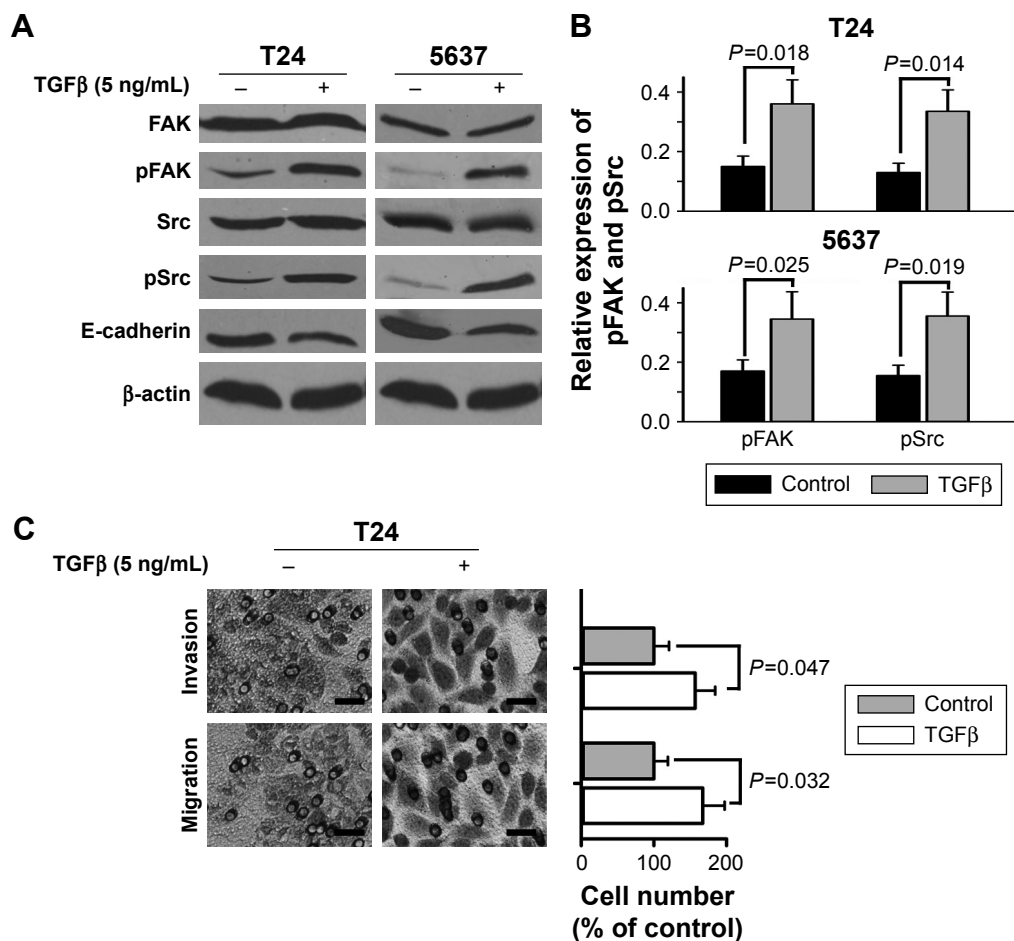 A
T24 5637
TGFβ (5 ng/mL) – + – +
FAK
pFAK
Src
pSrc
E-cadherin
β-actin
B
T24
Relative expression of
pFAK and pSrc
P=0.018 P=0.014
0.4
0.2
0.0
5637
P=0.025 P=0.019
0.4
0.2
0.0
pFAK pSrc
Control TGFβ
C
T24
TGFβ (5 ng/mL) – +
Invasion
Migration
P=0.047
P=0.032
0 100 200
Cell number
(% of control)
Control
TGFβ